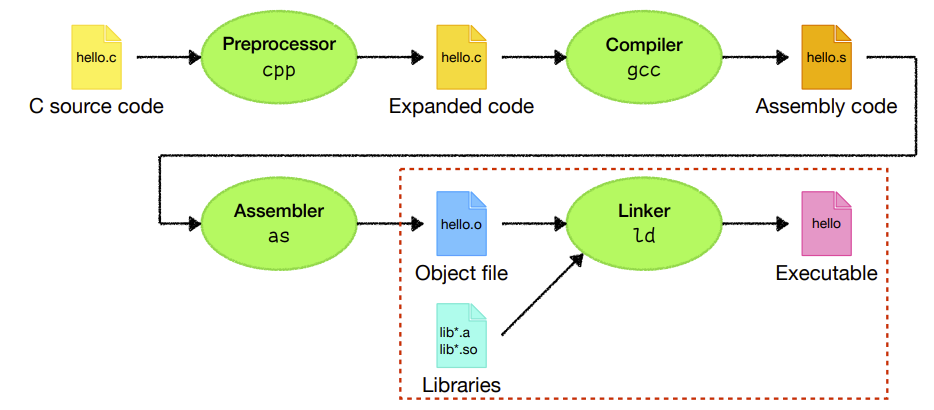 hello.c
C source code
Preprocessor
cpp
hello.c
Expanded code
Compiler
gcc
hello.s
Assembly code
Assembler
as
hello.o
Object file
Linker
ld
hello
Executable
lib*.a
lib*.so
Libraries